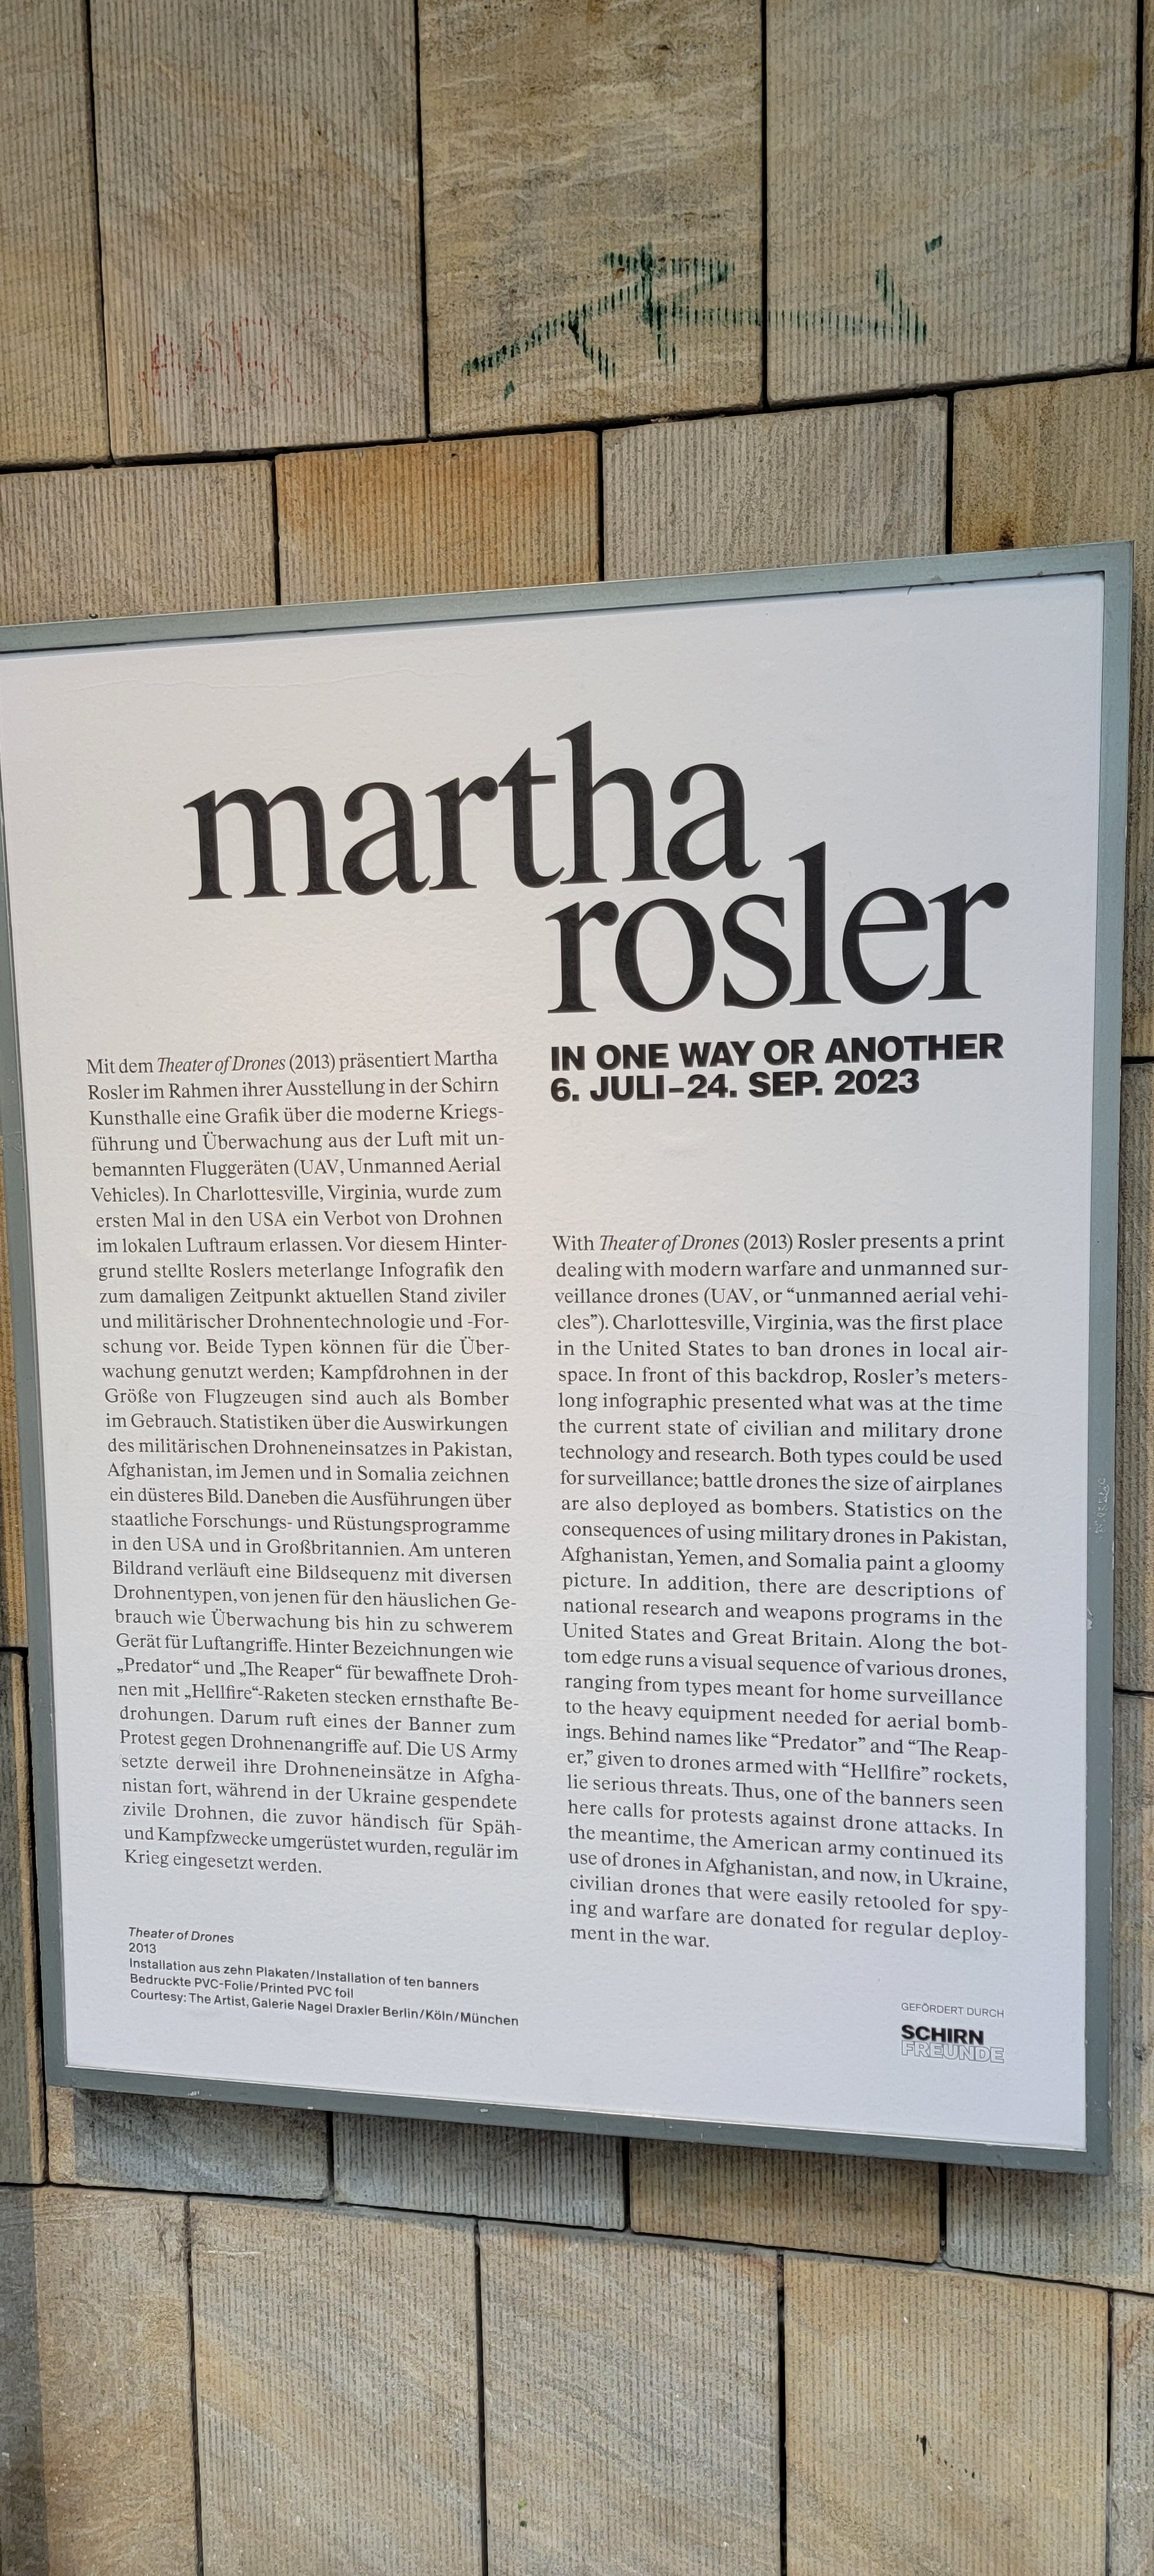 martha
rosler
IN ONE WAY OR ANOTHER
6. JULI–24. SEP. 2023
Mit dem Theater of Drones (2013) präsentiert Martha
Rosler im Rahmen ihrer Ausstellung in der Schirn
Kunsthalle eine Grafik über die moderne Kriegs-
führung und Überwachung aus der Luft mit un-
bemannten Fluggeräten (UAV, Unmanned Aerial
Vehicles). In Charlottesville, Virginia, wurde zum
ersten Mal in den USA ein Verbot von Drohnen
im lokalen Luftraum erlassen. Vor diesem Hinter-
grund stellte Roslers meterlange Infografik den
zum damaligen Zeitpunkt aktuellen Stand ziviler
und militärischer Drohnentechnologie und -For-
schung vor. Beide Typen können für die Über-
wachung genutzt werden; Kampfdrohnen in der
Größe von Flugzeugen sind auch als Bomber
im Gebrauch. Statistiken über die Auswirkungen
des militärischen Drohneneinsatzes in Pakistan,
Afghanistan, im Jemen und in Somalia zeichnen
ein düsteres Bild. Daneben die Ausführungen über
staatliche Forschungs- und Rüstungsprogramme
in den USA und in Großbritannien. Am unteren
Bildrand verläuft eine Bildsequenz mit diversen
Drohnentypen, von jenen für den häuslichen Ge-
brauch wie Überwachung bis hin zu schwerem
Gerät für Luftangriffe. Hinter Bezeichnungen wie
„Predator“ und „The Reaper“ für bewaffnete Droh-
nen mit „Hellfire“-Raketen stecken ernsthafte Be-
drohungen. Darum ruft eines der Banner zum
Protest gegen Drohnenangriffe auf. Die US Army
setzte derweil ihre Drohneneinsätze in Afgha-
nistan fort, während in der Ukraine gespendete
zivile Drohnen, die zuvor händisch für Späh-
und Kampfzwecke umgerüstet wurden, regulär im
Krieg eingesetzt werden.
With Theater of Drones (2013) Rosler presents a print
dealing with modern warfare and unmanned sur-
veillance drones (UAV, or “unmanned aerial vehi-
cles”). Charlottesville, Virginia, was the first place
in the United States to ban drones in local air-
space. In front of this backdrop, Rosler’s meters-
long infographic presented what was at the time
the current state of civilian and military drone
technology and research. Both types could be used
for surveillance; battle drones the size of airplanes
are also deployed as bombers. Statistics on the
consequences of using military drones in Pakistan,
Afghanistan, Yemen, and Somalia paint a gloomy
picture. In addition, there are descriptions of
national research and weapons programs in the
United States and Great Britain. Along the bot-
tom edge runs a visual sequence of various drones,
ranging from types meant for home surveillance
to the heavy equipment needed for aerial bomb-
ings. Behind names like “Predator” and “The Reap-
er,” given to drones armed with “Hellfire” rockets,
lie serious threats. Thus, one of the banners seen
here calls for protests against drone attacks. In
the meantime, the American army continued its
use of drones in Afghanistan, and now, in Ukraine,
civilian drones that were easily retooled for spy-
ing and warfare are donated for regular deploy-
ment in the war.
Theater of Drones
2013
Installation aus zehn Plakaten/Installation of ten banners
Bedruckte PVC-Folie/Printed PVC foil
Courtesy: The Artist, Galerie Nagel Draxler Berlin/Köln/München
GEFÖRDERT DURCH
SCHIRN
FREUNDE